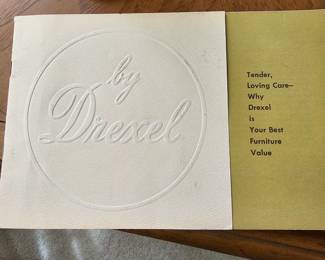 by
Drexel
Tender,
Loving Care—
Why
Drexel
is
Your Best
Furniture
Value